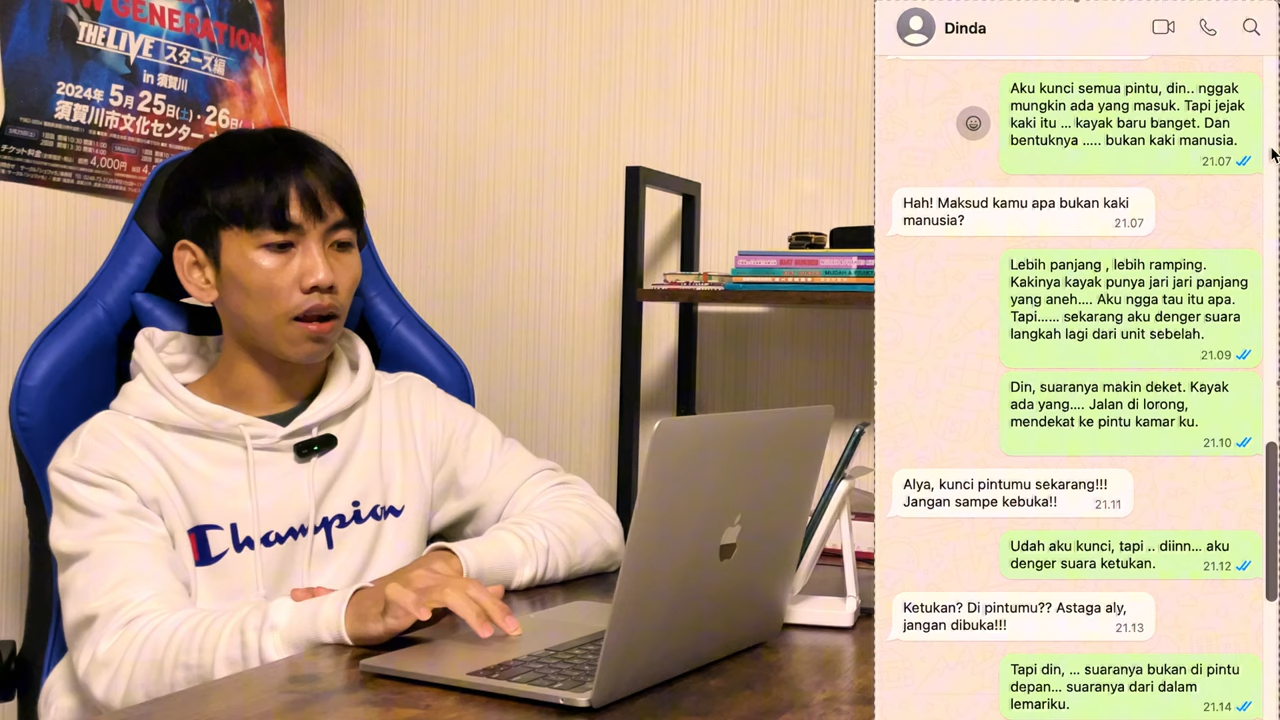 NEW GENERATION
THE LIVE スターズ編
in 須賀川
2024年 5月 25日(土)・26日
須賀川市文化センター
チケット料金
4,000円
Champion
Dinda
Aku kunci semua pintu, din.. nggak
mungkin ada yang masuk. Tapi jejak
kaki itu ... kayak baru banget. Dan
bentuknya ..... bukan kaki manusia.
21.07
Hah! Maksud kamu apa bukan kaki
manusia?
21.07
Lebih panjang , lebih ramping.
Kakinya kayak punya jari jari panjang
yang aneh.... Aku ngga tau itu apa.
Tapi...... sekarang aku denger suara
langkah lagi dari unit sebelah.
21.09
Din, suaranya makin deket. Kayak
ada yang.... Jalan di lorong,
mendekat ke pintu kamar ku.
21.10
Alya, kunci pintumu sekarang!!!
Jangan sampe kebuka!!
21.11
Udah aku kunci, tapi .. diinn... aku
denger suara ketukan.
21.12
Ketukan? Di pintumu?? Astaga aly,
jangan dibuka!!!
21.13
Tapi din, ... suaranya bukan di pintu
depan... suaranya dari dalam
lemariku.
21.14